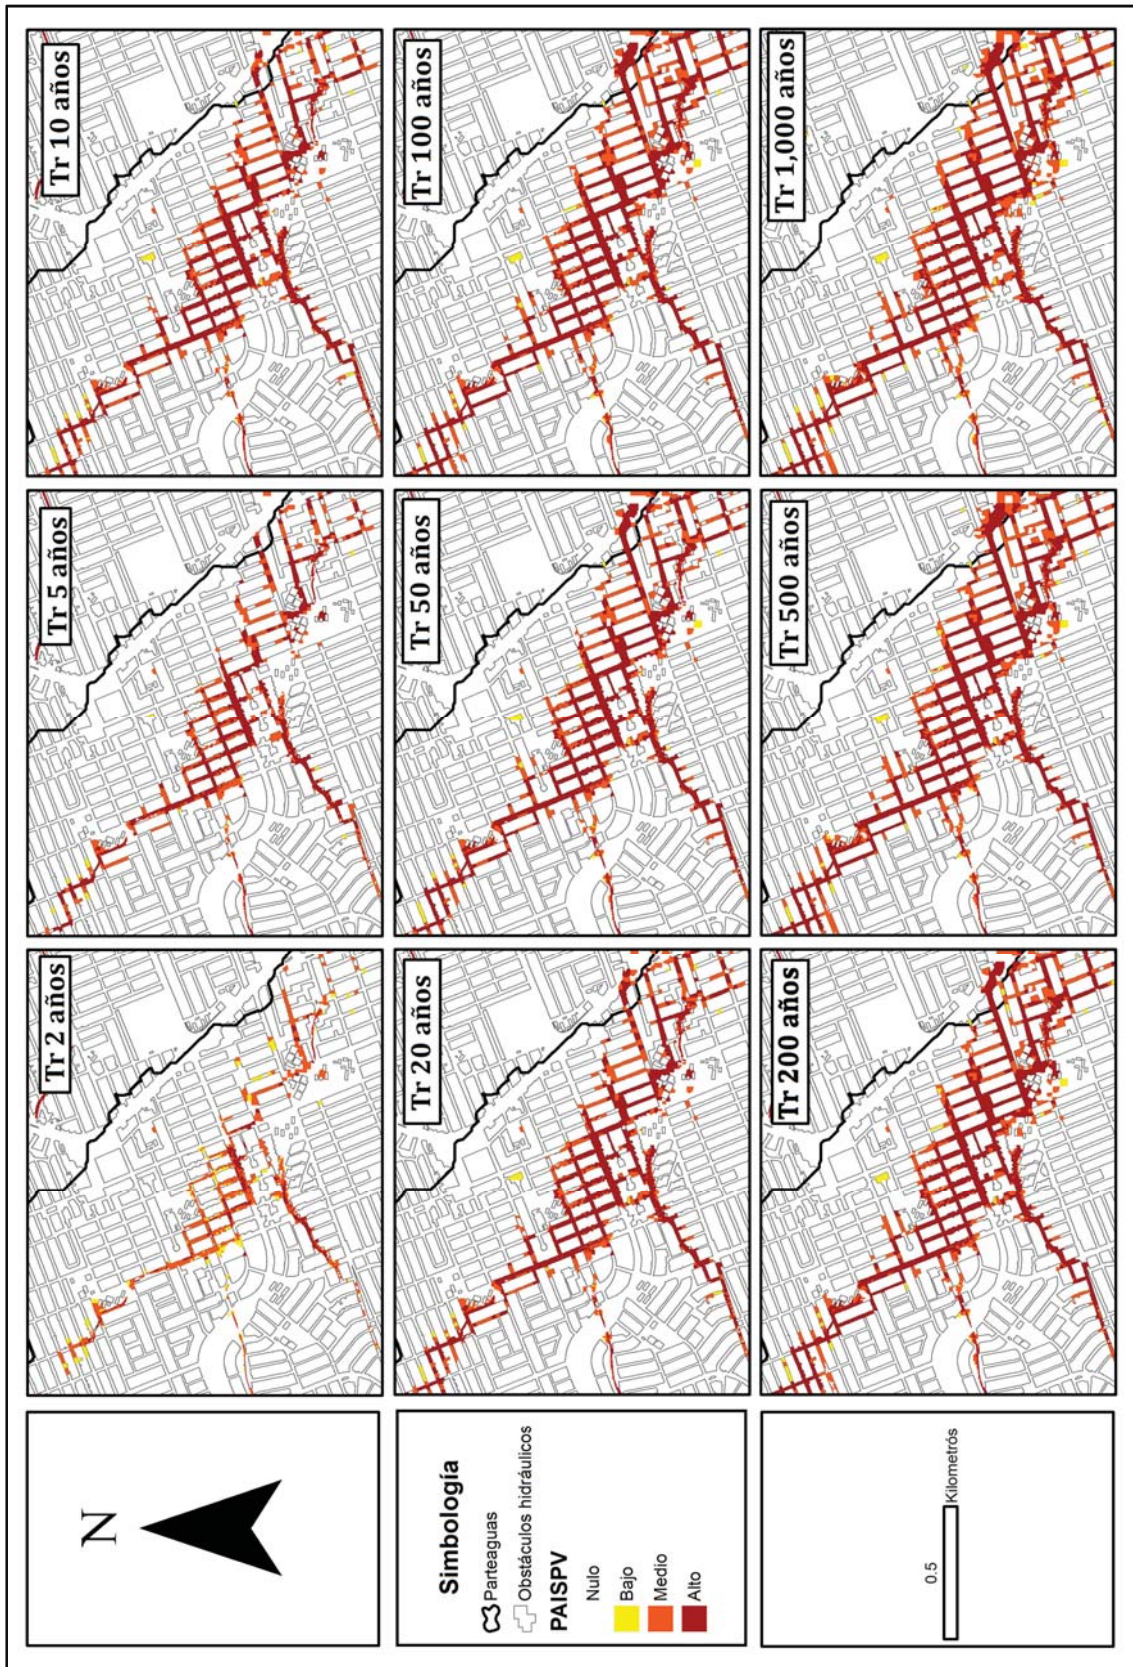 N
Tr 2 años
Tr 5 años
Tr 10 años
Simbología
Parteaguas
Obstáculos hidráulicos
PAISPV
Nulo
Bajo
Medio
Alto
Tr 20 años
Tr 50 años
Tr 100 años
0.5
Kilometrós
Tr 200 años
Tr 500 años
Tr 1,000 años